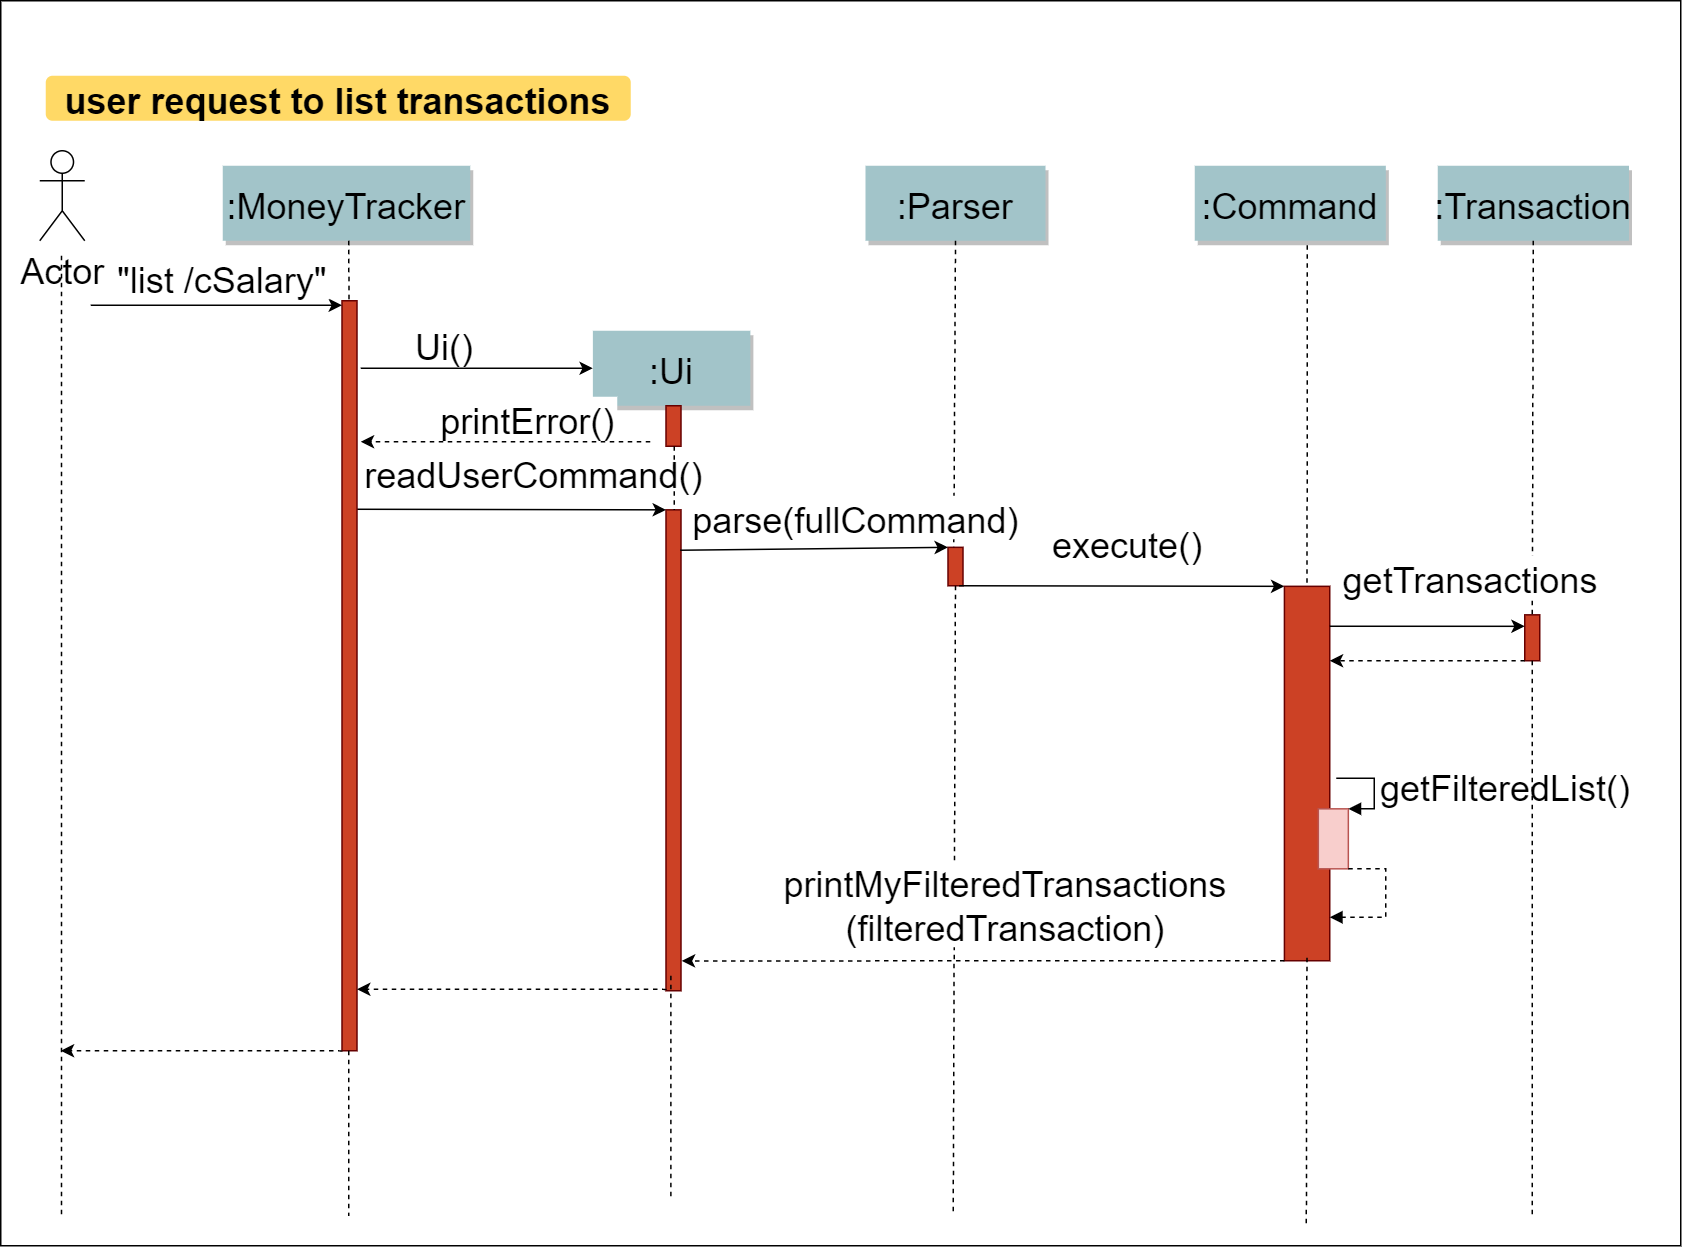 user request to list transactions
:MoneyTracker
:Parser
:Command
:Transaction
Actor
"list /cSalary"
Ui()
:Ui
printError()
readUserCommand()
parse(fullCommand)
execute()
getTransactions
getFilteredList()
printMyFilteredTransactions
(filteredTransaction)